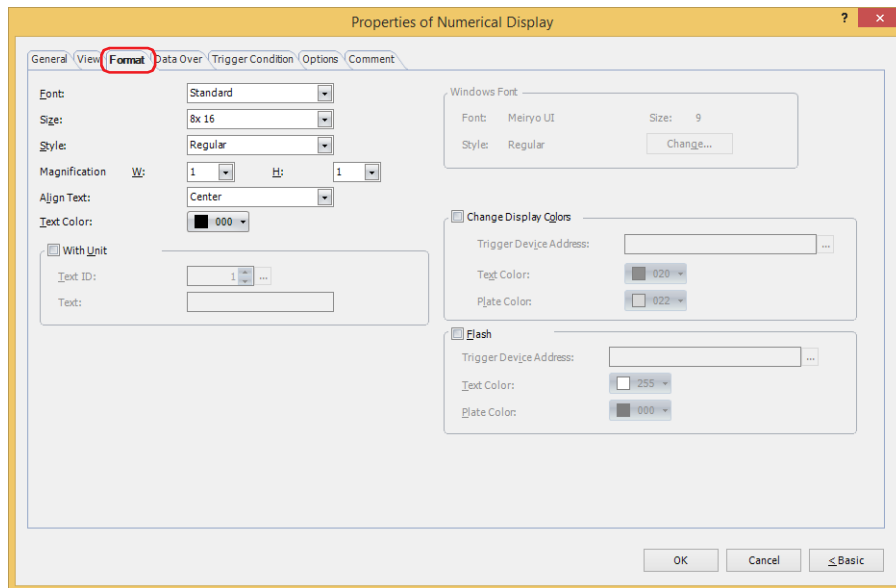 Properties of Numerical Display
?
×
General View Format Data Over Trigger Condition Options Comment
Font: Standard
Size: 8x 16
Style: Regular
Magnification W: 1 H: 1
Align Text: Center
Text Color: 000
With Unit
Text ID: 1 ...
Text:
Windows Font
Font: Meiryo UI Size: 9
Style: Regular Change...
Change Display Colors
Trigger Device Address: ...
Text Color: 020
Plate Color: 022
Flash
Trigger Device Address: ...
Text Color: 255
Plate Color: 000
OK Cancel < Basic